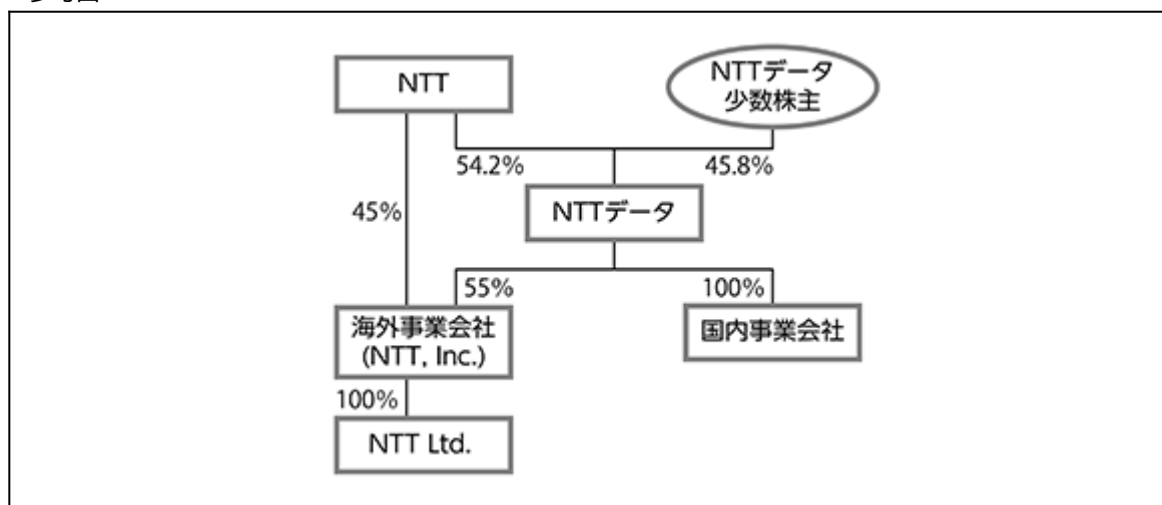 NTT
NTTデータ
少数株主
54.2%
45.8%
45%
NTTデータ
55%
100%
海外事業会社
(NTT, Inc.)
国内事業会社
100%
NTT Ltd.